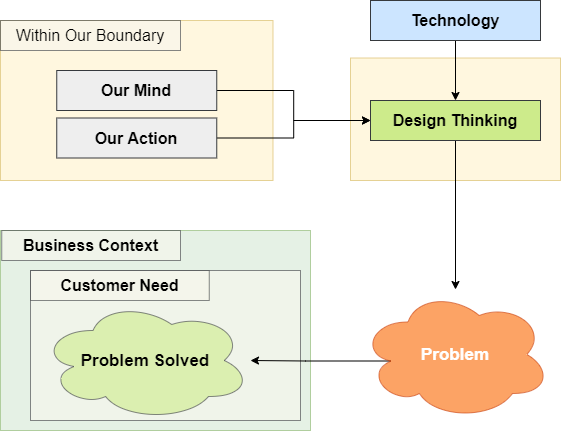 Technology
Within Our Boundary
Our Mind
Our Action
Design Thinking
Business Context
Customer Need
Problem Solved
Problem